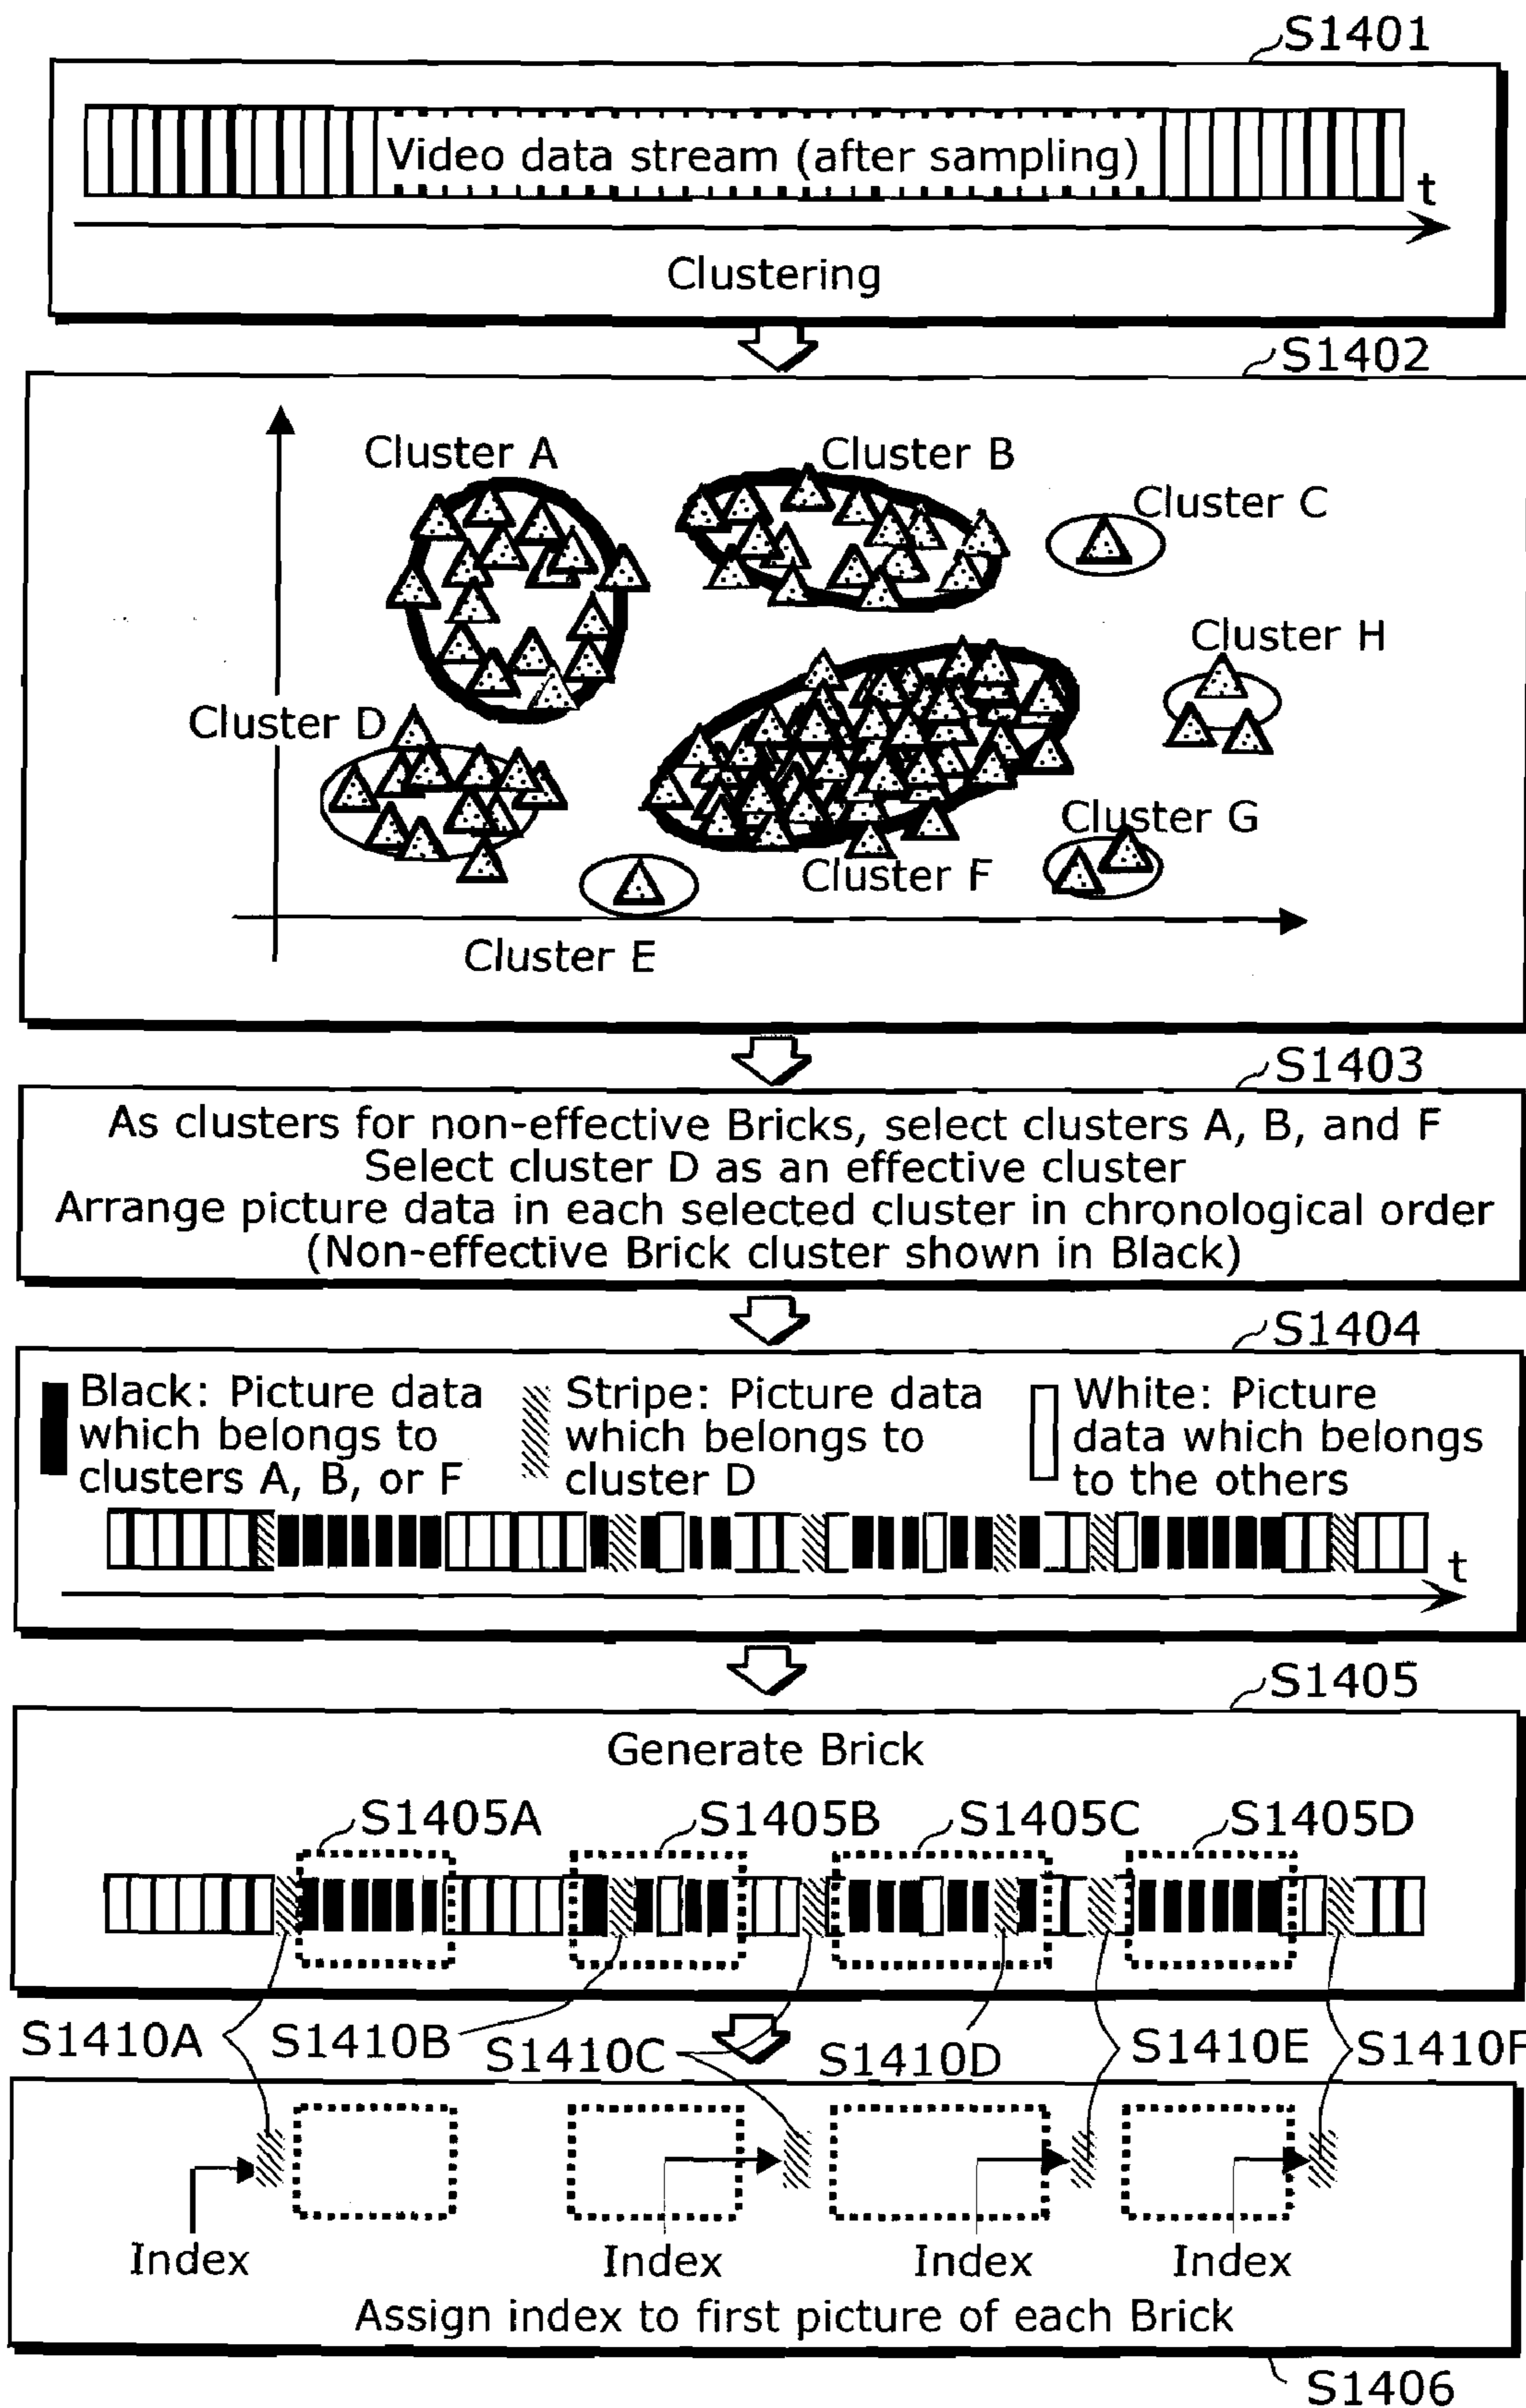 S1401
Video data stream (after sampling)
t
Clustering
S1402
Cluster A
Cluster B
Cluster C
Cluster H
Cluster D
Cluster G
Cluster F
Cluster E
S1403
As clusters for non-effective Bricks, select clusters A, B, and F
Select cluster D as an effective cluster
Arrange picture data in each selected cluster in chronological order
(Non-effective Brick cluster shown in Black)
S1404
Black: Picture data
which belongs to
clusters A, B, or F
Stripe: Picture data
which belongs to
cluster D
White: Picture
data which belongs
to the others
t
S1405
Generate Brick
S1405A
S1405B
S1405C
S1405D
S1410A
S1410B
S1410C
S1410D
S1410E
S1410F
Index
Index
Index
Index
Assign index to first picture of each Brick
S1406